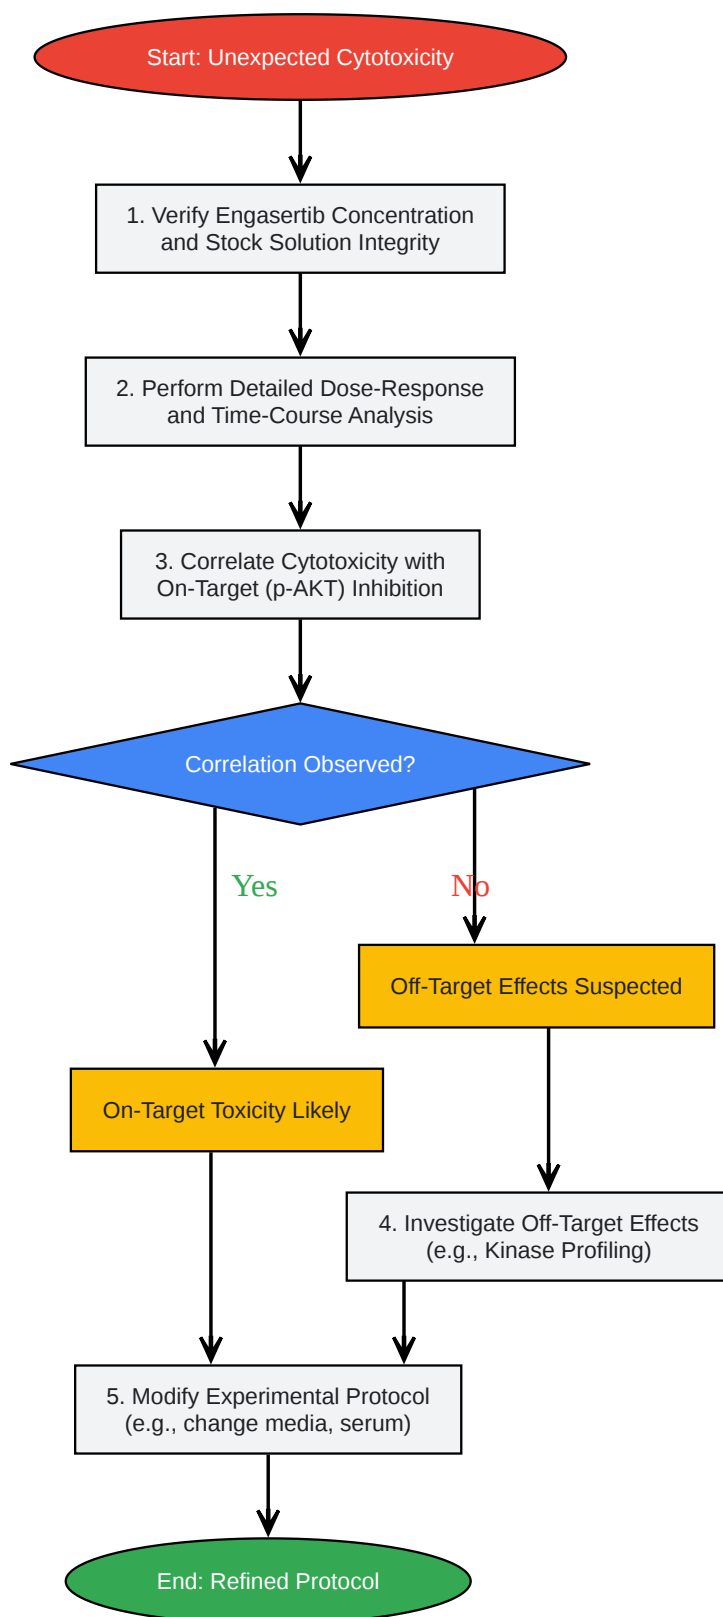 Start: Unexpected Cytotoxicity
1. Verify Engasertib Concentration
and Stock Solution Integrity
2. Perform Detailed Dose-Response
and Time-Course Analysis
3. Correlate Cytotoxicity with
On-Target (p-AKT) Inhibition
Correlation Observed?
Yes
No
Off-Target Effects Suspected
On-Target Toxicity Likely
4. Investigate Off-Target Effects
(e.g., Kinase Profiling)
5. Modify Experimental Protocol
(e.g., change media, serum)
End: Refined Protocol